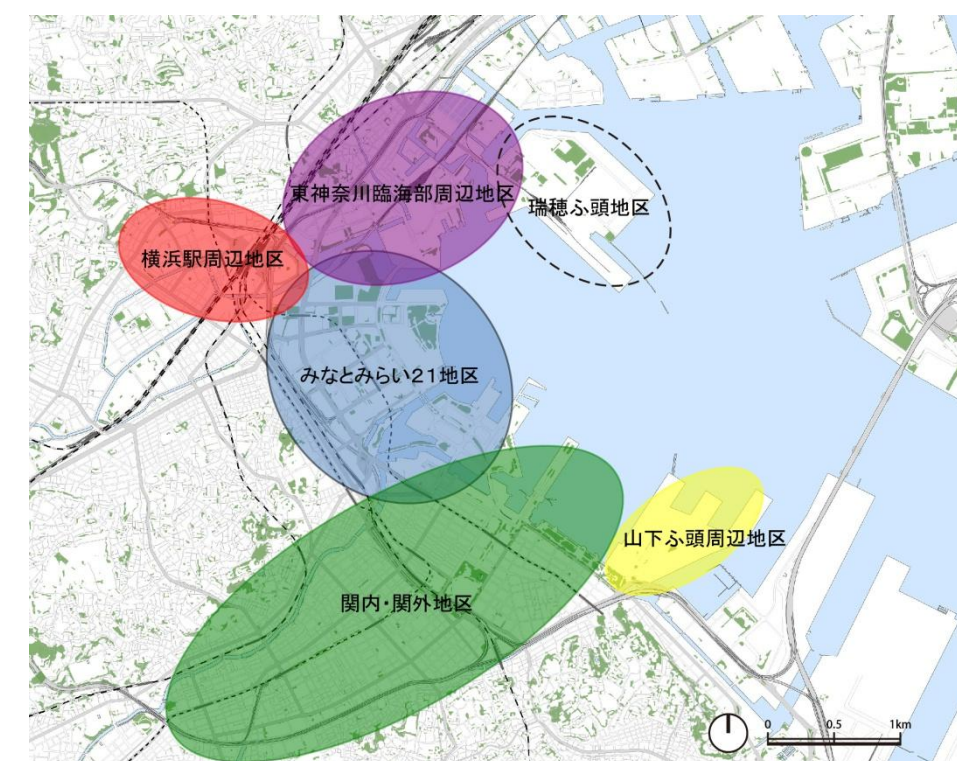 東神奈川臨海部周辺地区
瑞穂ふ頭地区
横浜駅周辺地区
みなとみらい21地区
山下ふ頭周辺地区
関内・関外地区
0 0.5 1km